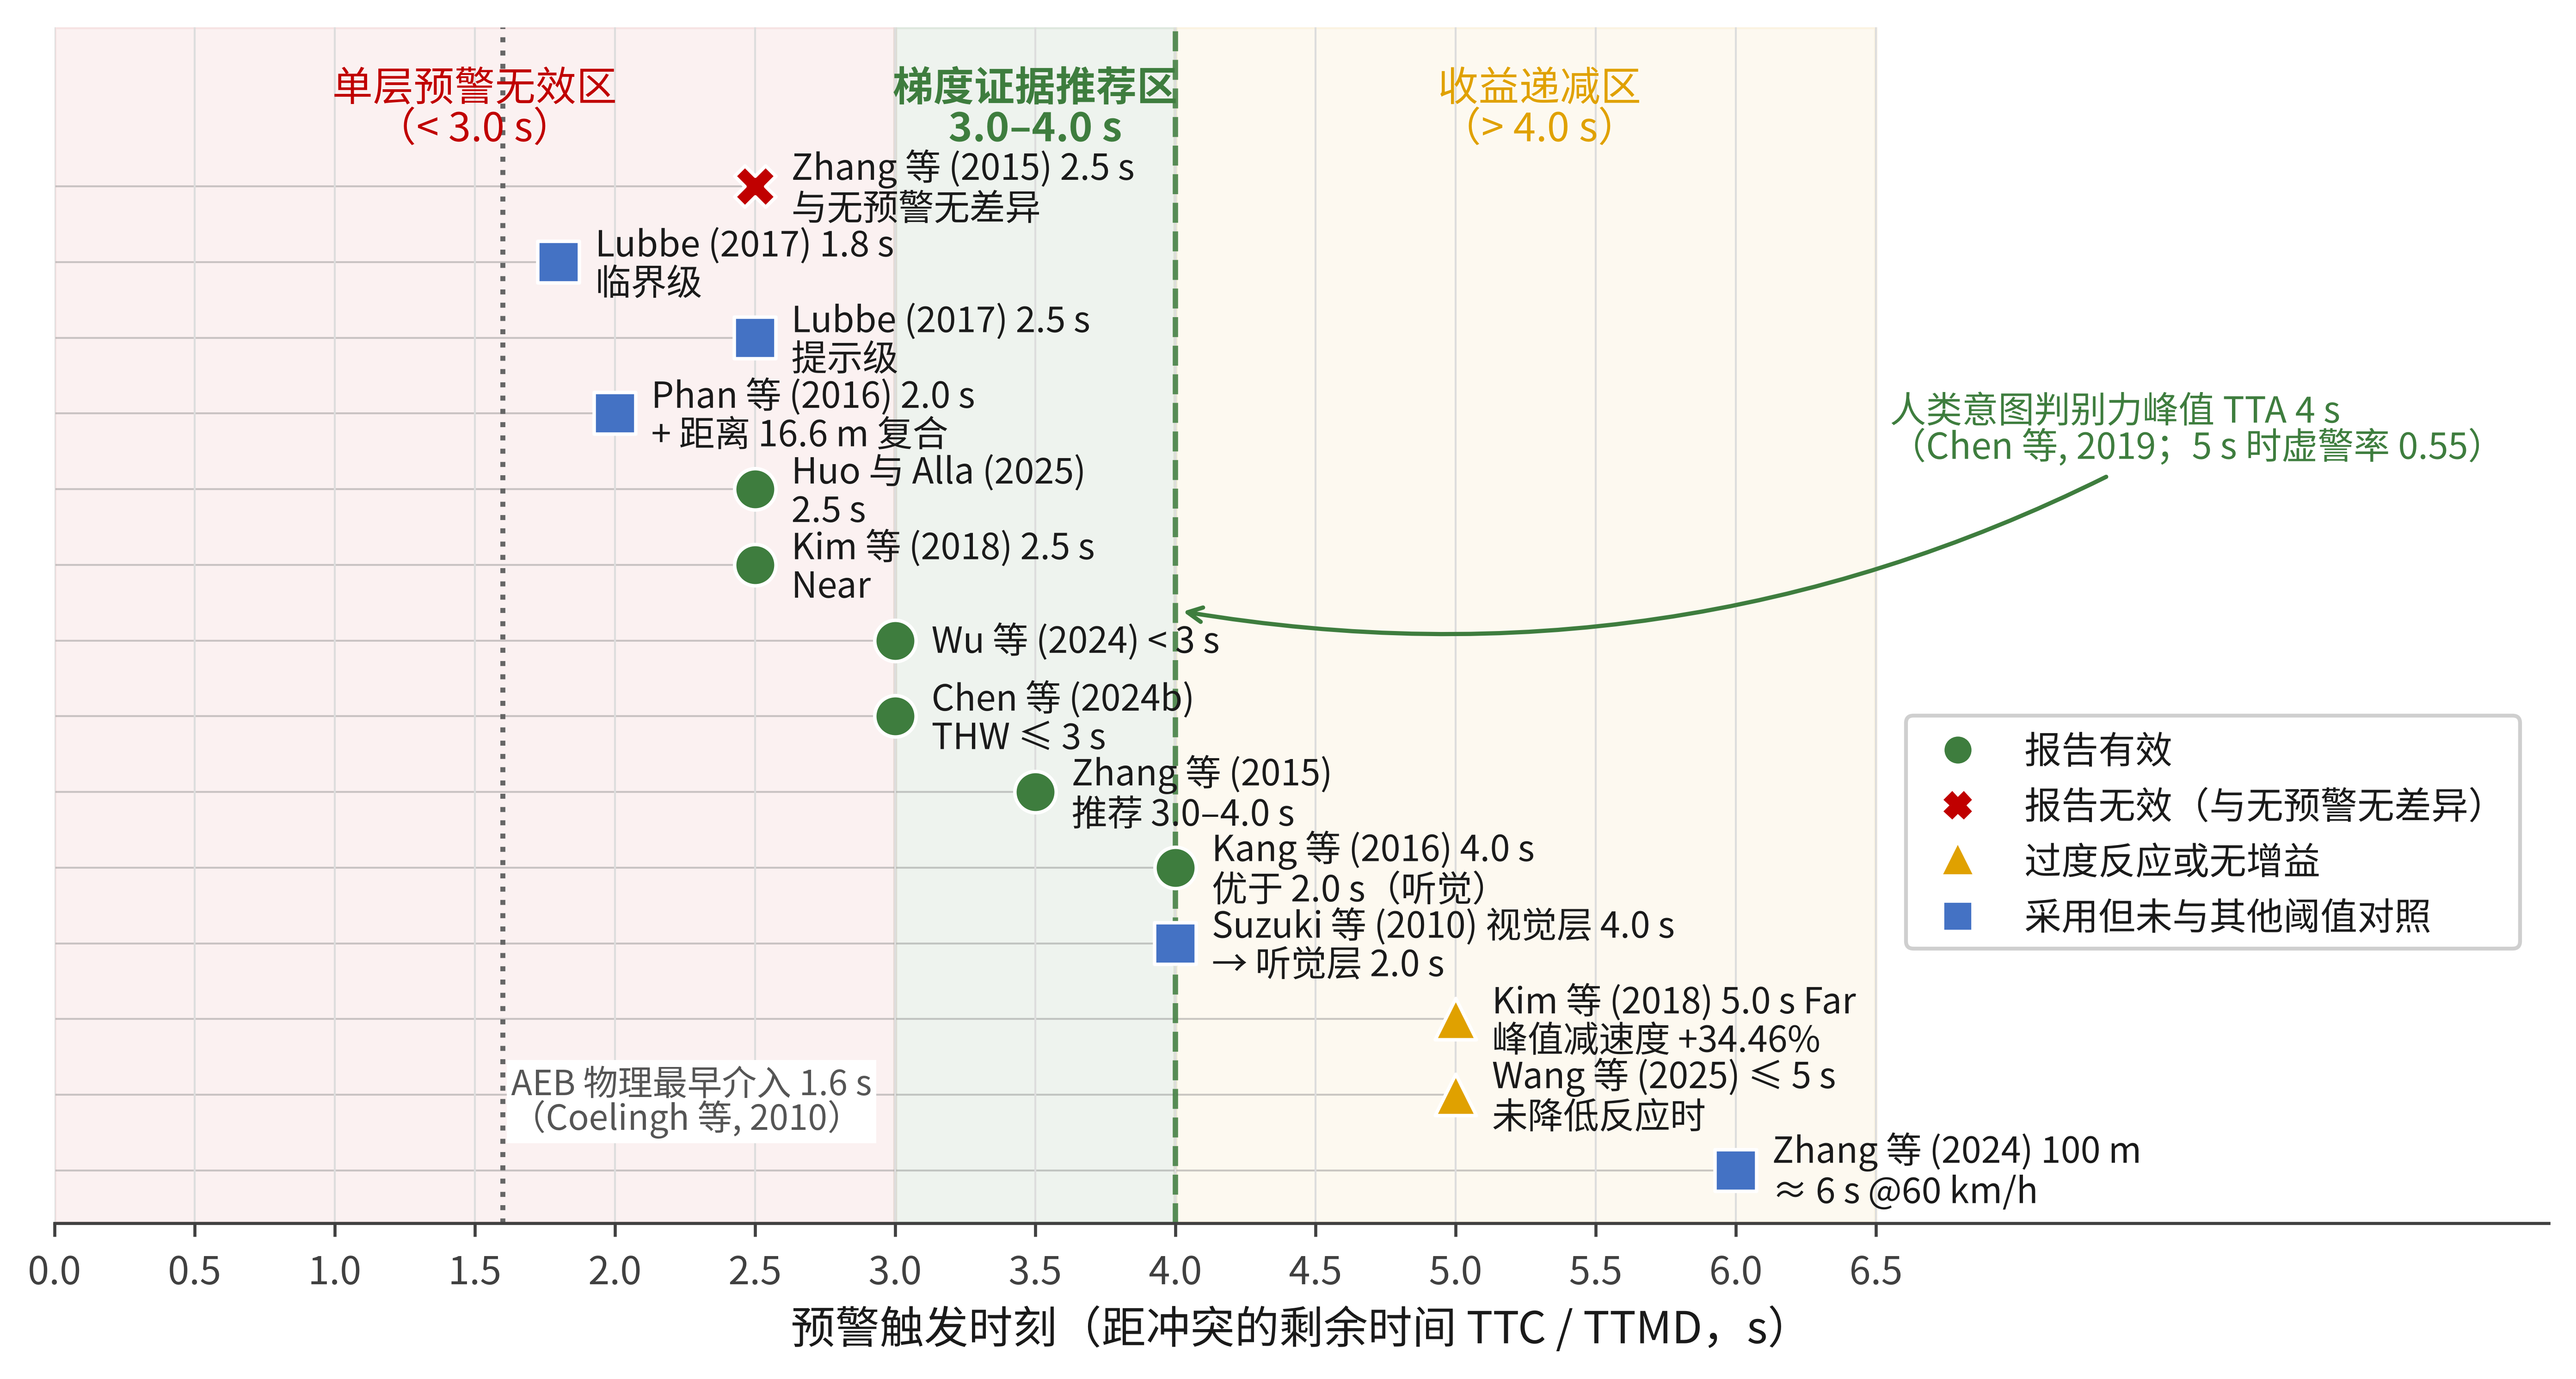 单层预警无效区
（< 3.0 s）
梯度证据推荐区
3.0–4.0 s
收益递减区
（> 4.0 s）
Zhang 等 (2015) 2.5 s
与无预警无差异
Lubbe (2017) 1.8 s
临界级
Lubbe (2017) 2.5 s
提示级
Phan 等 (2016) 2.0 s
+ 距离 16.6 m 复合
Huo 与 Alla (2025)
2.5 s
Kim 等 (2018) 2.5 s
Near
Wu 等 (2024) < 3 s
Chen 等 (2024b)
THW ⩽ 3 s
Zhang 等 (2015)
推荐 3.0–4.0 s
Kang 等 (2016) 4.0 s
优于 2.0 s（听觉）
Suzuki 等 (2010) 视觉层 4.0 s
→ 听觉层 2.0 s
Kim 等 (2018) 5.0 s Far
峰值减速度 +34.46%
Wang 等 (2025) ⩽ 5 s
未降低反应时
Zhang 等 (2024) 100 m
≈ 6 s @60 km/h
AEB 物理最早介入 1.6 s
（Coelingh 等, 2010）
人类意图判别力峰值 TTA 4 s
（Chen 等, 2019；5 s 时虚警率 0.55）
报告有效
报告无效（与无预警无差异）
过度反应或无增益
采用但未与其他阈值对照
0.0 0.5 1.0 1.5 2.0 2.5 3.0 3.5 4.0 4.5 5.0 5.5 6.0 6.5
预警触发时刻（距冲突的剩余时间 TTC / TTMD，s）